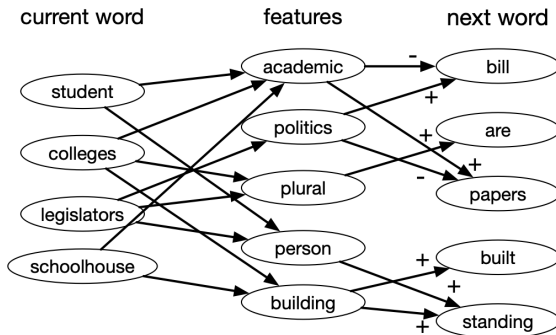 current word features next word
student
colleges
legislators
schoolhouse
academic
politics
plural
person
building
bill
are
papers
built
standing
-
+
+
+
-
+
+
+